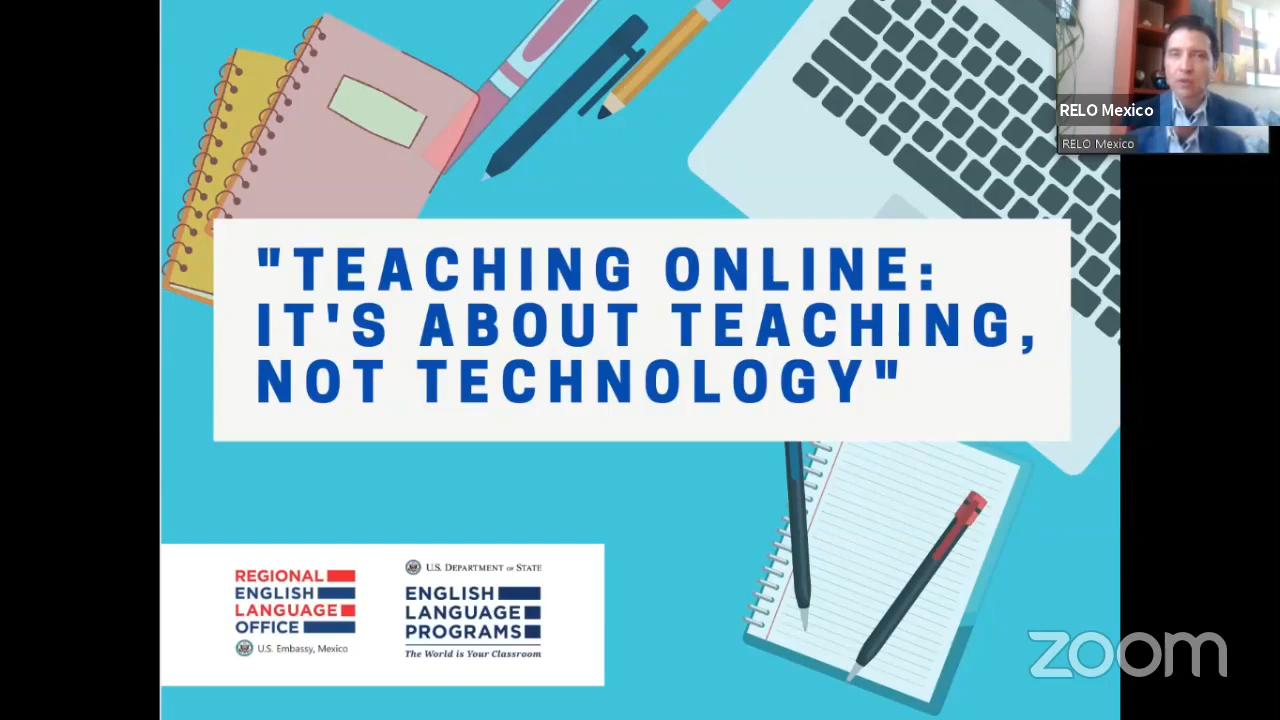 RELO Mexico
RELO Mexico
"TEACHING ONLINE:
IT'S ABOUT TEACHING,
NOT TECHNOLOGY"
REGIONAL
ENGLISH
LANGUAGE
OFFICE
U.S. Embassy, Mexico
U.S. DEPARTMENT OF STATE
ENGLISH
LANGUAGE
PROGRAMS
The World is Your Classroom
zoom